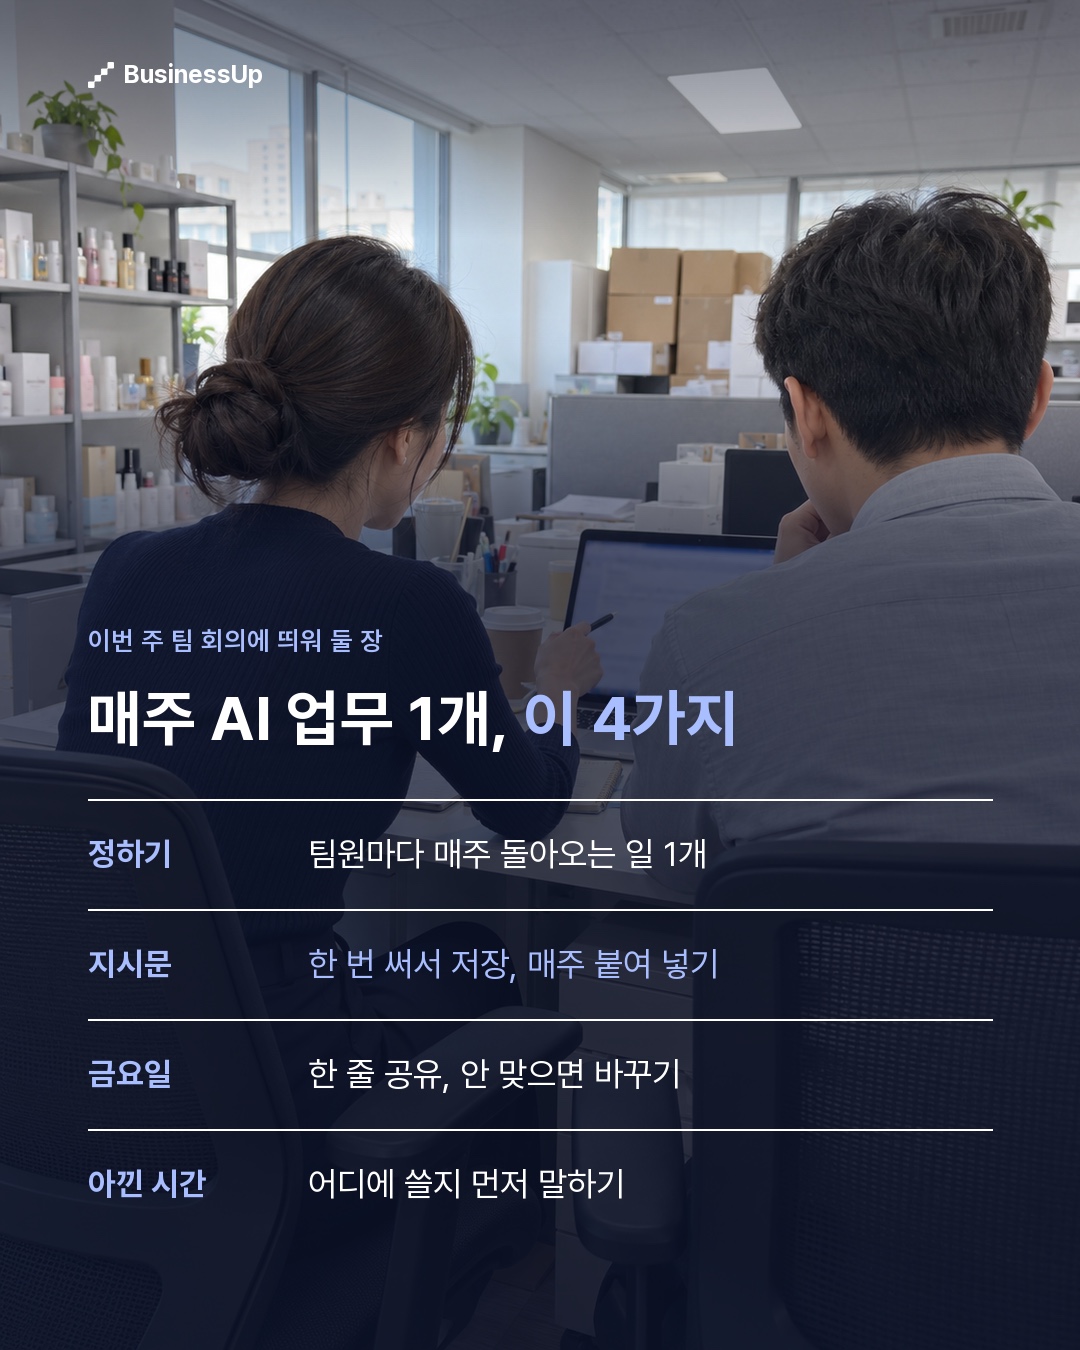 BusinessUp
이번 주 팀 회의에 띄워 둘 장
매주 AI 업무 1개, 이 4가지
정하기 팀원마다 매주 돌아오는 일 1개
지시문 한 번 써서 저장, 매주 붙여 넣기
금요일 한 줄 공유, 안 맞으면 바꾸기
아낀 시간 어디에 쓸지 먼저 말하기